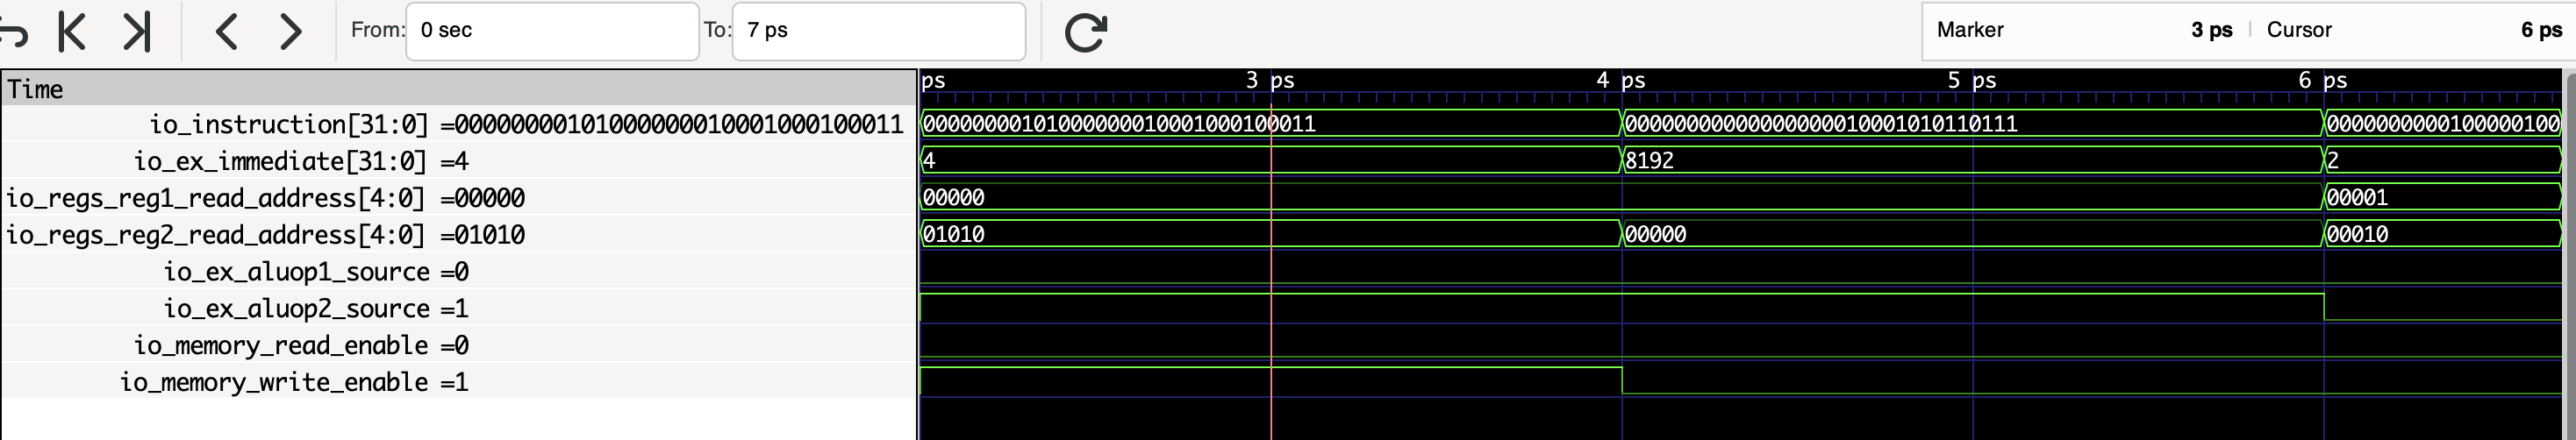 From: 0 sec To: 7 ps Marker 3 ps Cursor 6 ps
Time ps 3 ps 4 ps 5 ps 6 ps
io_instruction[31:0] =00000000101000000010001000100011 00000000101000000010001000100011 00000000000000000010001010110111 0000000000100000100
io_ex_immediate[31:0] =4 4 8192 2
io_regs_reg1_read_address[4:0] =00000 00000 00001
io_regs_reg2_read_address[4:0] =01010 01010 00000 00010
io_ex_aluop1_source =0
io_ex_aluop2_source =1
io_memory_read_enable =0
io_memory_write_enable =1